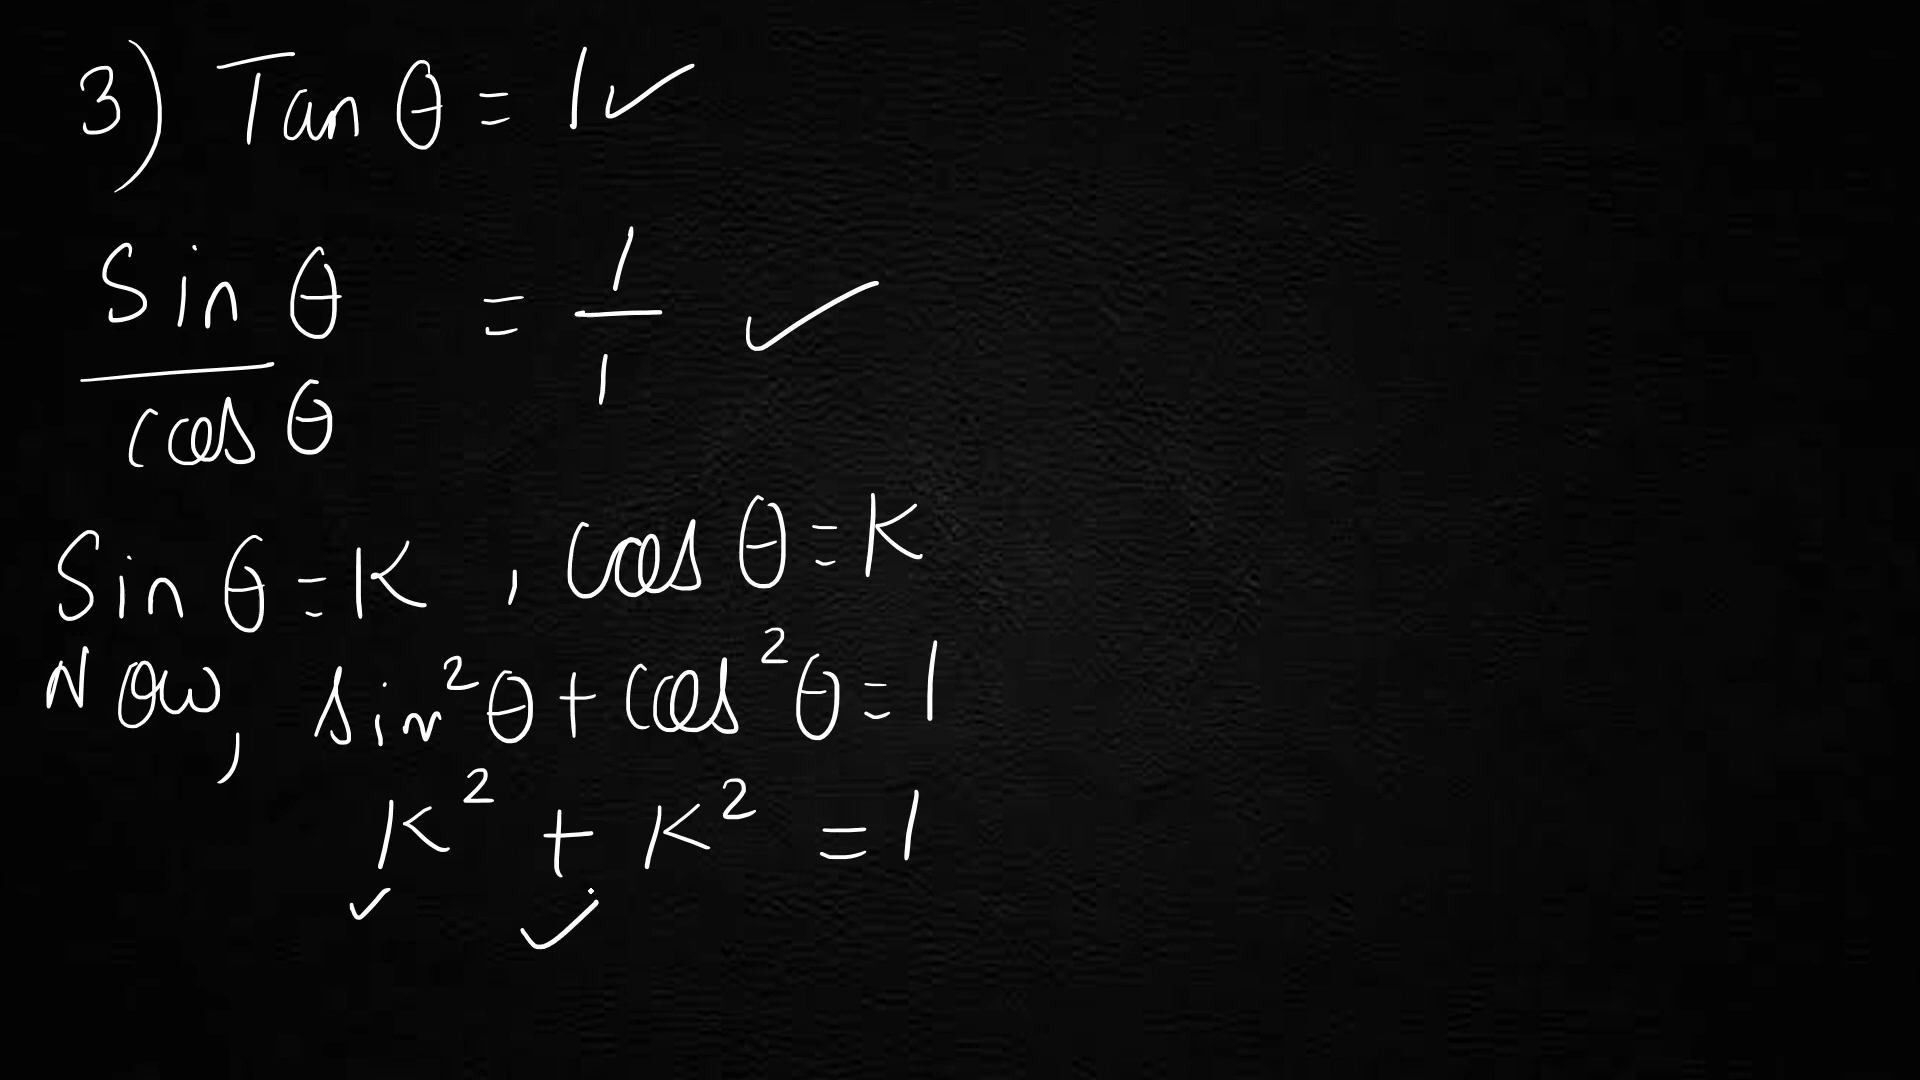 3) Tan θ = 1 ✓
Sin θ / cos θ = 1/1 ✓
Sin θ = K , cos θ = K
Now, sin²θ + cos²θ = 1
K² + K² = 1
✓ ✓